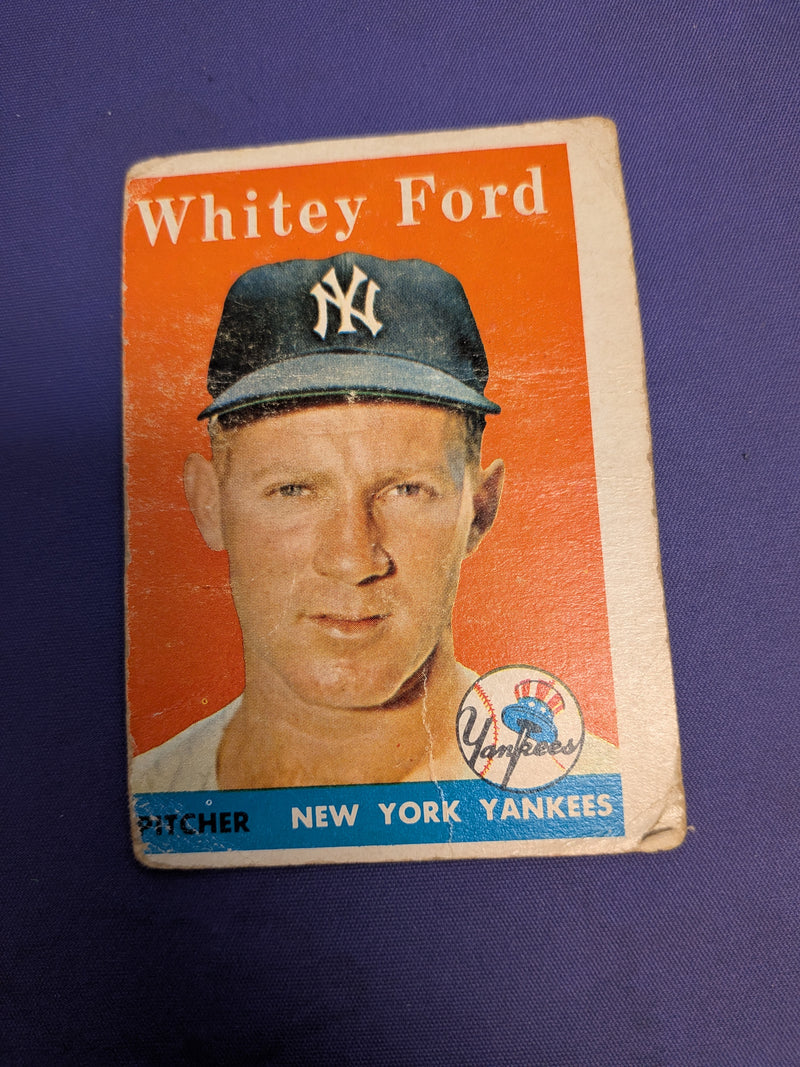 Whitey Ford
NY
Yankees
PITCHER NEW YORK YANKEES